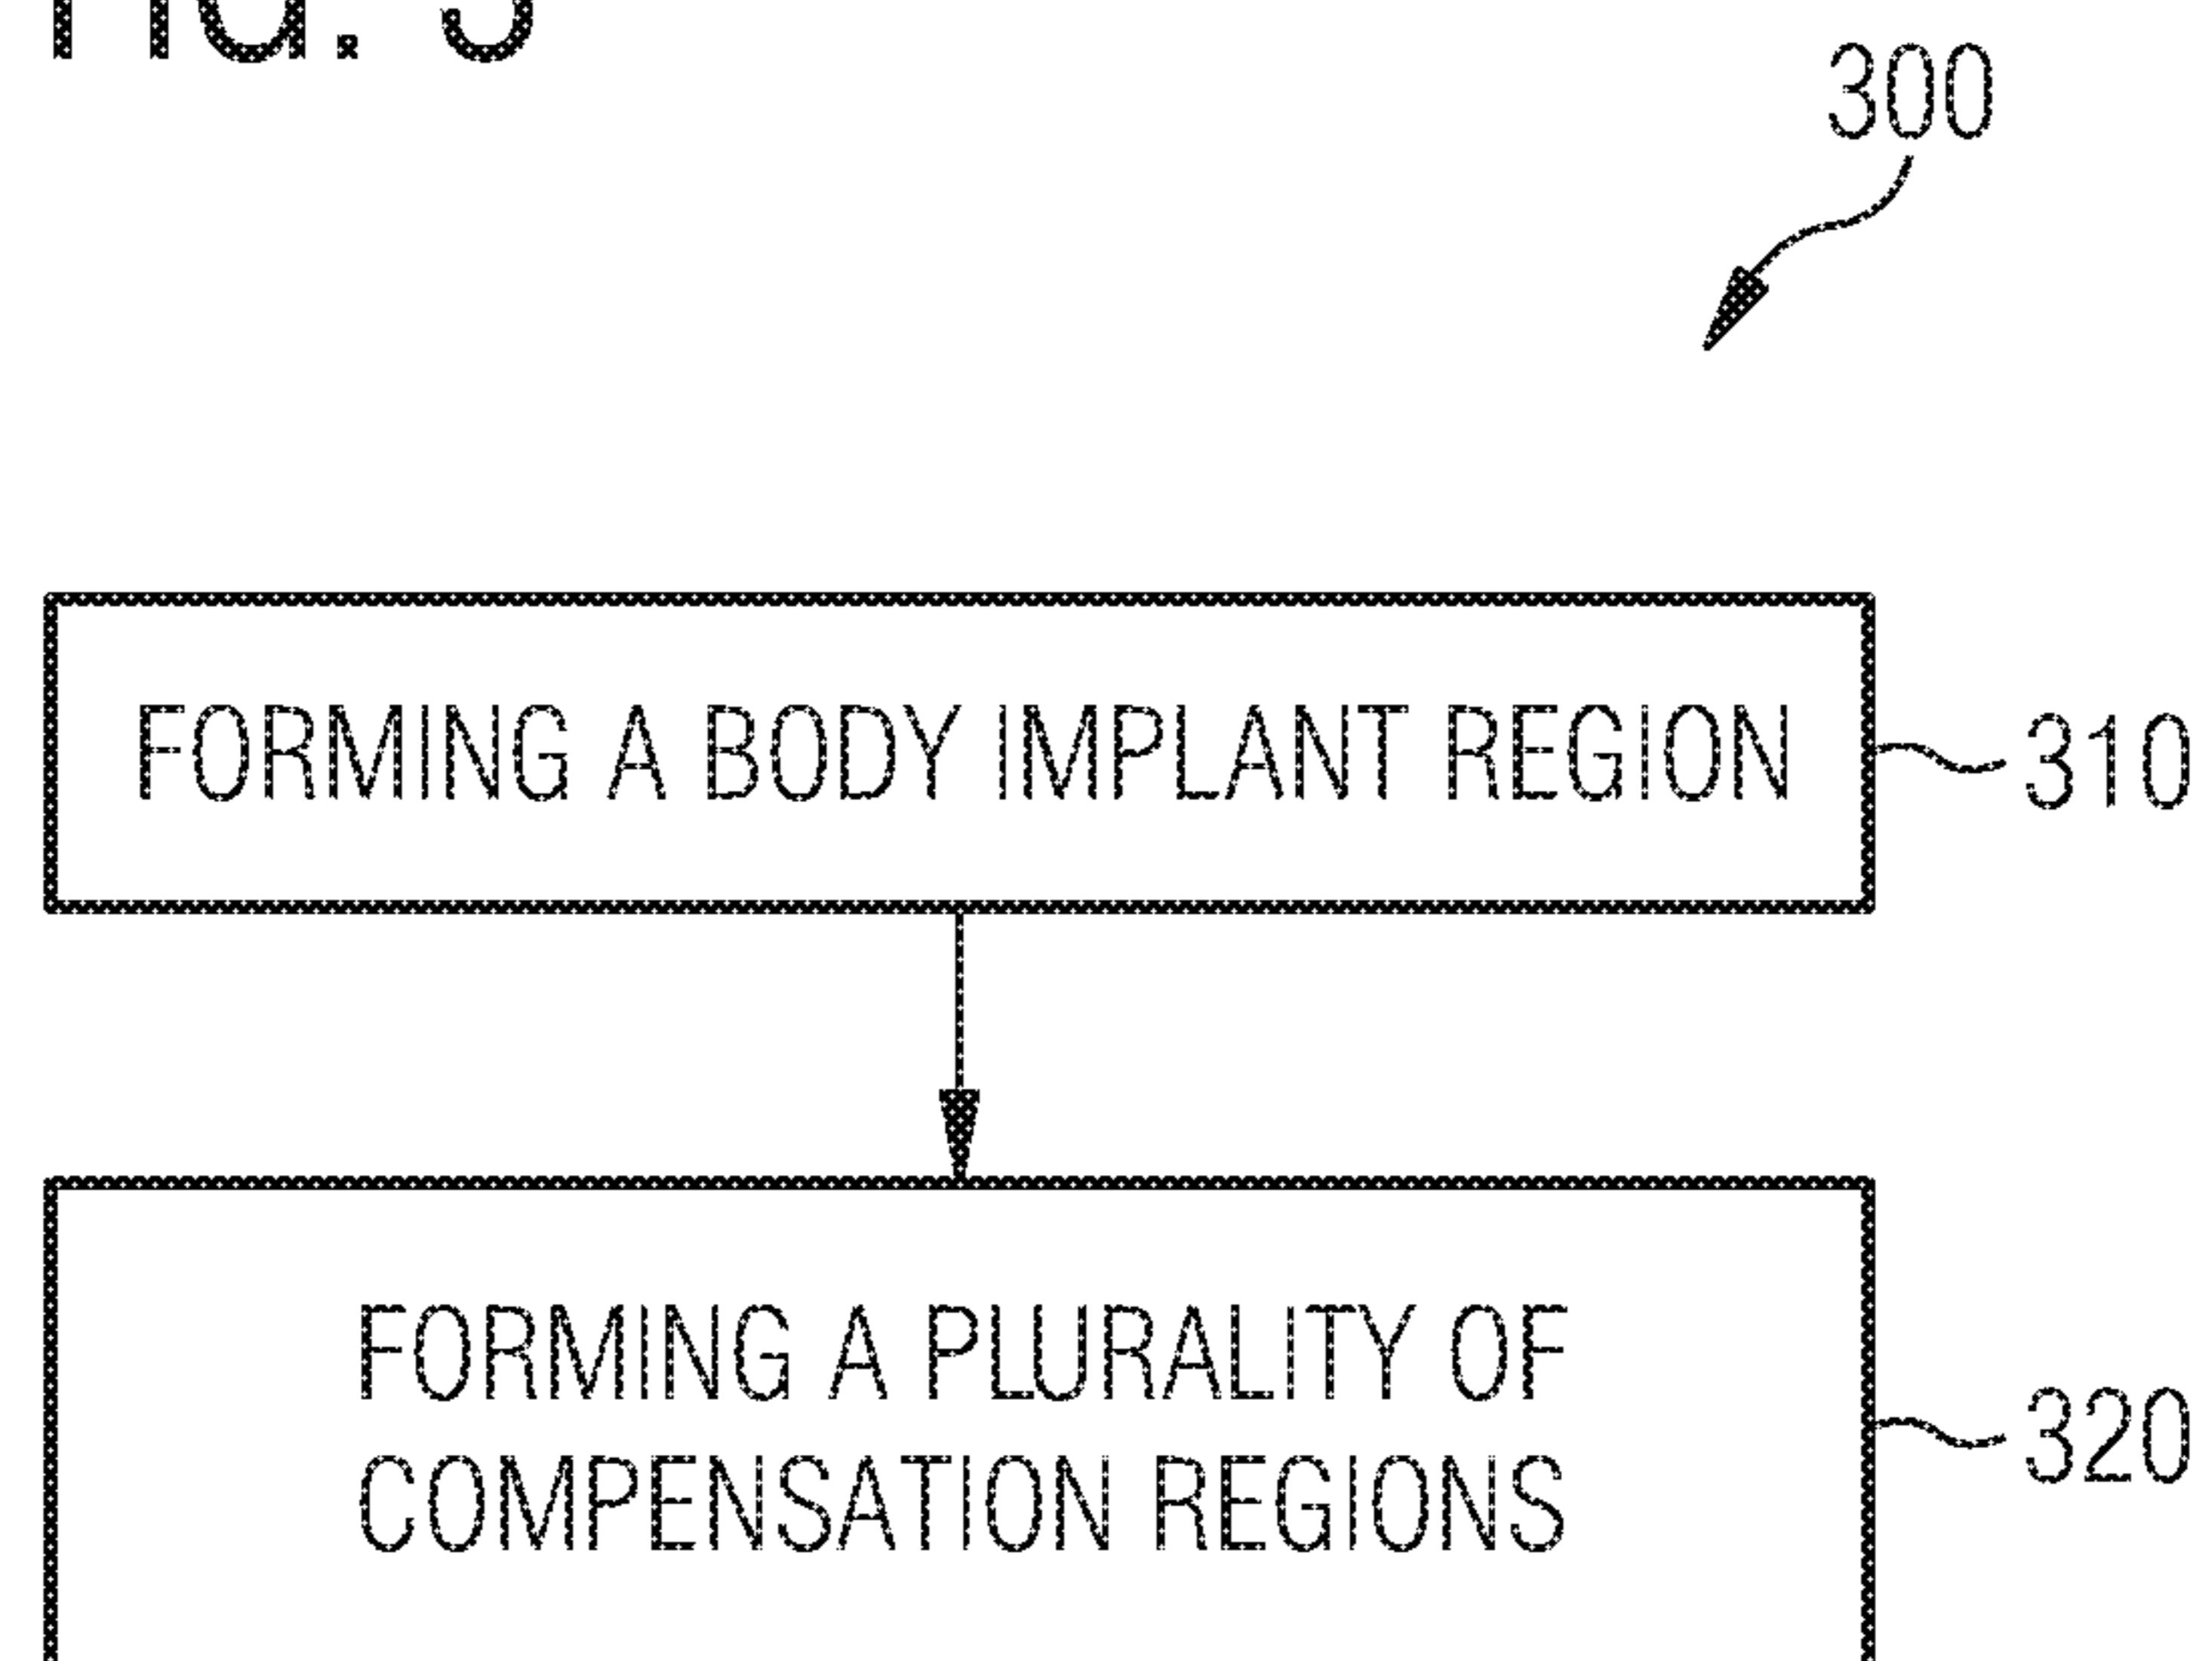 300
FORMING A BODY IMPLANT REGION
310
FORMING A PLURALITY OF
COMPENSATION REGIONS
320